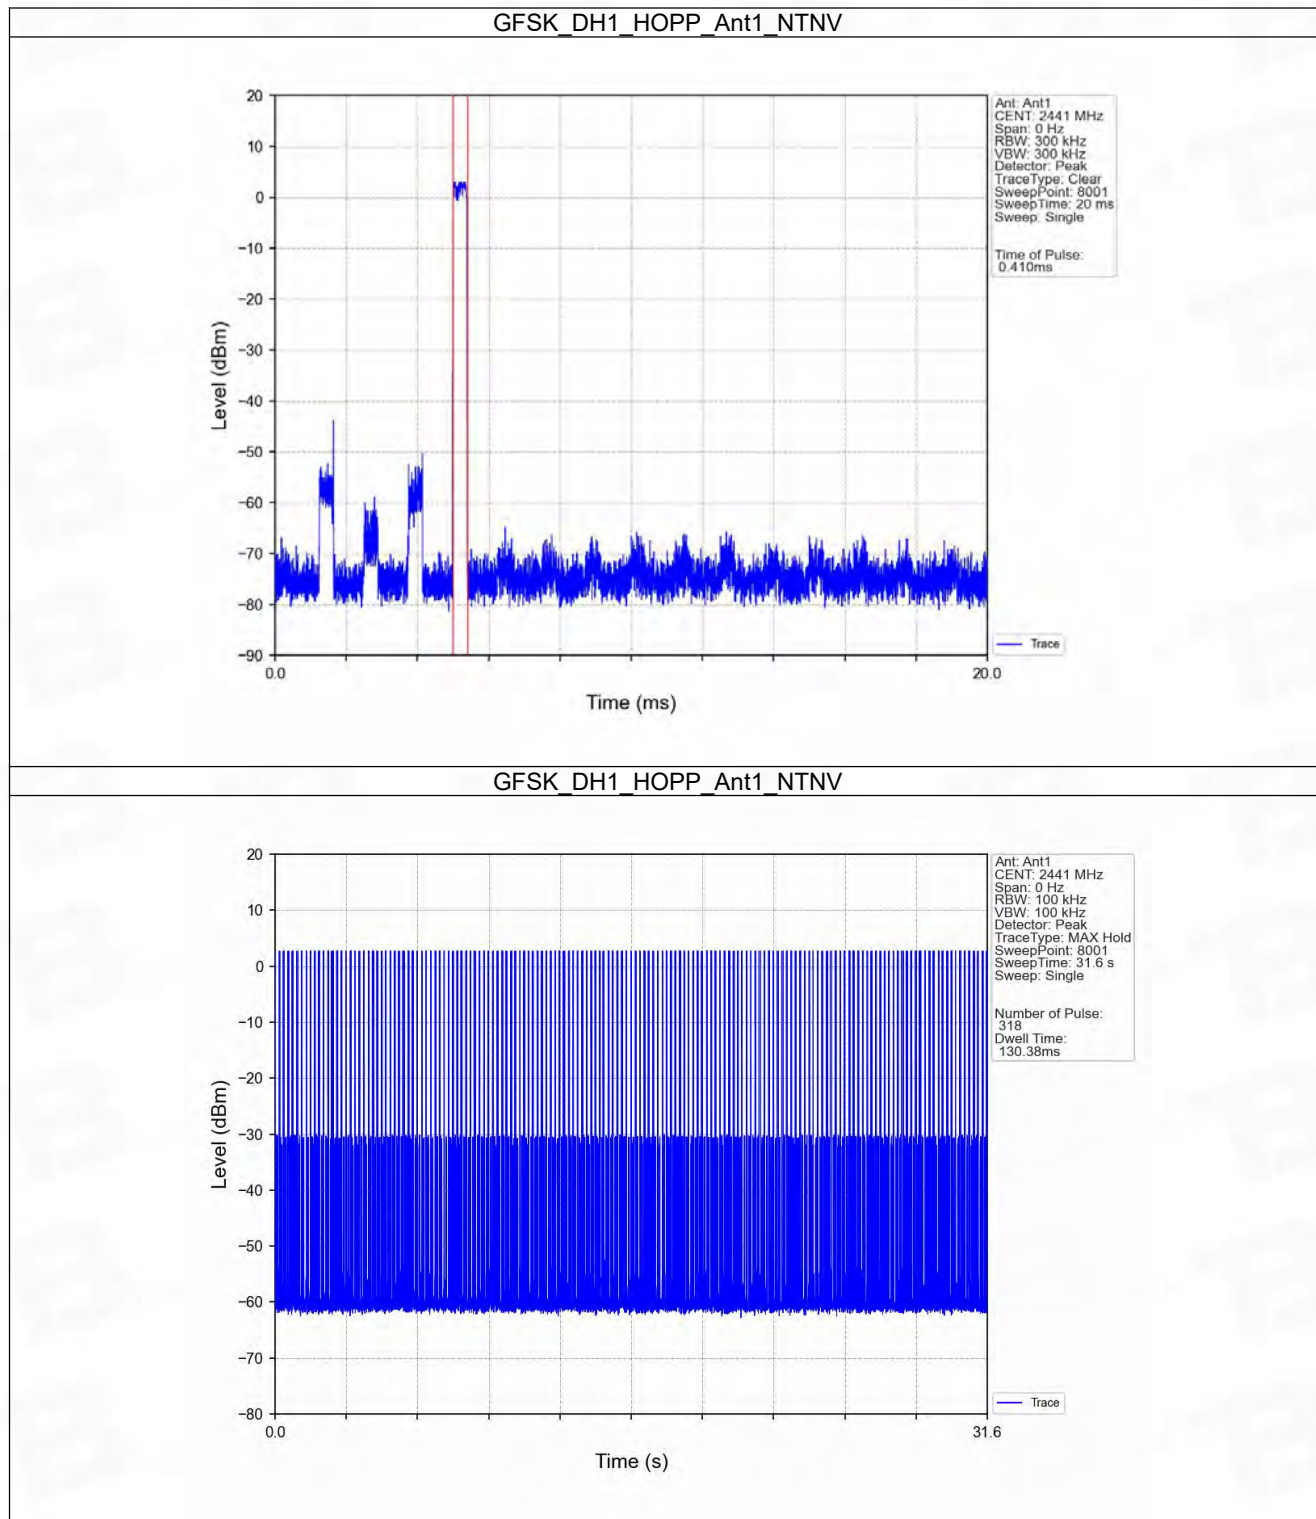 GFSK_DH1_HOPP_Ant1_NTNV
20
10
0
−10
−20
−30
−40
−50
−60
−70
−80
−90
Level (dBm)
0.0
20.0
Time (ms)
Ant: Ant1
CENT: 2441 MHz
Span: 0 Hz
RBW: 300 kHz
VBW: 300 kHz
Detector: Peak
TraceType: Clear
SweepPoint: 8001
SweepTime: 20 ms
Sweep: Single
Time of Pulse:
0.410ms
Trace
GFSK_DH1_HOPP_Ant1_NTNV
20
10
0
−10
−20
−30
−40
−50
−60
−70
−80
Level (dBm)
0.0
31.6
Time (s)
Ant: Ant1
CENT: 2441 MHz
Span: 0 Hz
RBW: 100 kHz
VBW: 100 kHz
Detector: Peak
TraceType: MAX Hold
SweepPoint: 8001
SweepTime: 31.6 s
Sweep: Single
Number of Pulse:
318
Dwell Time:
130.38ms
Trace